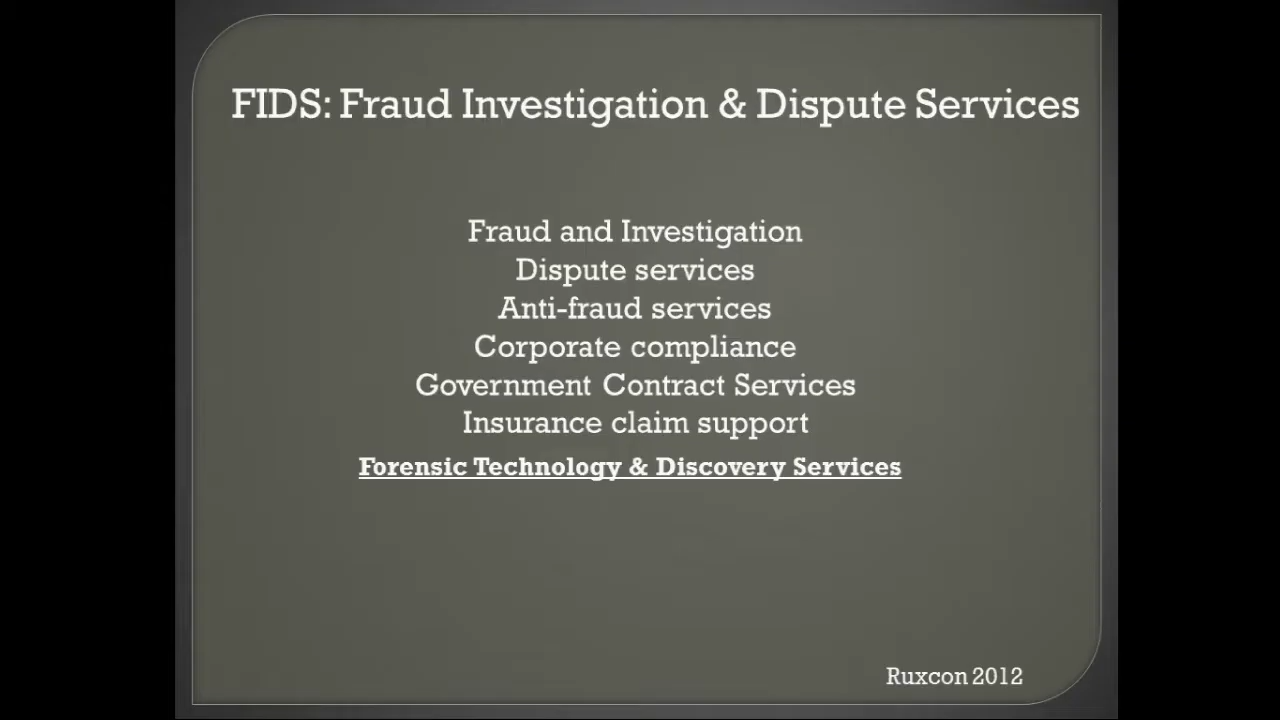 FIDS: Fraud Investigation & Dispute Services
Fraud and Investigation
Dispute services
Anti-fraud services
Corporate compliance
Government Contract Services
Insurance claim support
Forensic Technology & Discovery Services
Ruxcon 2012